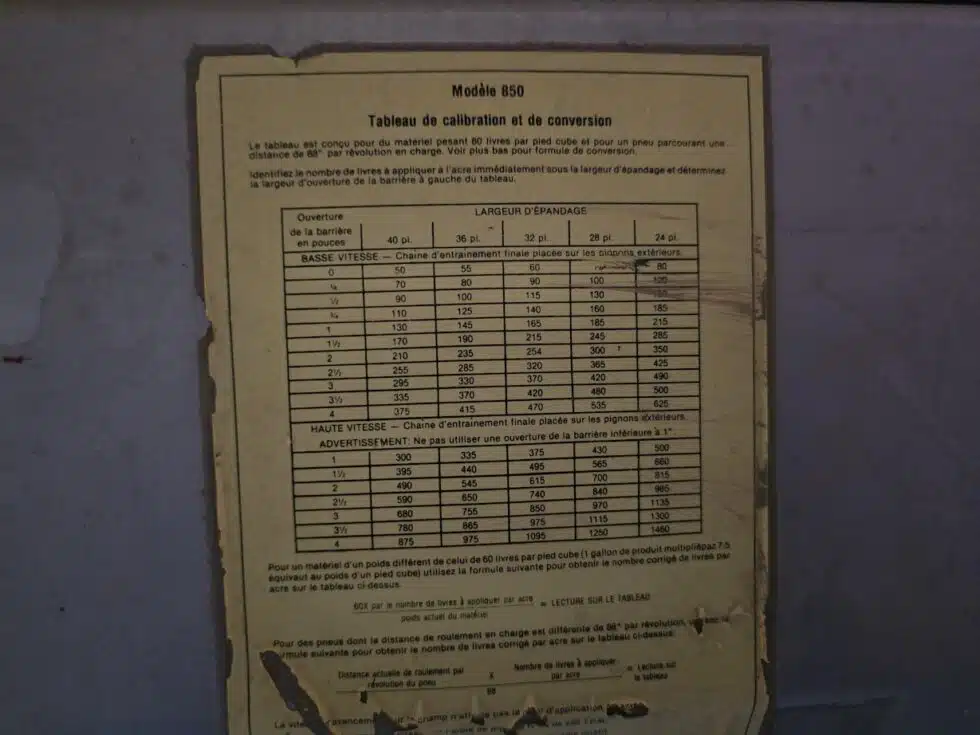 Modèle 850
Tableau de calibration et de conversion
Le tableau est conçu pour du matériel pesant 60 livres par pied cube et pour un pneu parcourant une
distance de 88" par révolution en charge. Voir plus bas pour formule de conversion.
Identifiez le nombre de livres à appliquer à l'acre immédiatement sous la largeur d'épandage et déterminez
la largeur d'ouverture de la barrière à gauche du tableau.
Ouverture de la barrière en pouces LARGEUR D'ÉPANDAGE
40 pi. 36 pi. 32 pi. 28 pi. 24 pi.
BASSE VITESSE — Chaine d'entrainement finale placée sur les pignons extérieurs.
0 50 55 60 80
¼ 70 80 90 100 120
½ 90 100 115 130
¾ 110 125 140 160 185
1 130 145 165 185 215
1½ 170 190 215 245 285
2 210 235 254 300 350
2½ 255 285 320 365 425
3 295 330 370 420 490
3½ 335 370 420 480 500
4 375 415 470 535 625
HAUTE VITESSE — Chaine d'entrainement finale placée sur les pignons extérieurs.
ADVERTISSEMENT: Ne pas utiliser une ouverture de la barrière inférieure à 1".
1 300 335 375 430 500
1½ 395 440 495 565 660
2 490 545 615 700 815
2½ 590 650 740 840 985
3 680 755 850 970 1135
3½ 780 865 975 1115 1300
4 875 975 1095 1250 1460
Pour un matériel d'un poids différent de celui de 60 livres par pied cube (1 gallon de produit multipliépaz 7.5
équivaut au poids d'un pied cube) utilisez la formule suivante pour obtenir le nombre corrigé de livres par
acre sur le tableau ci-dessus.
60X par le nombre de livres à appliquer par acre = LECTURE SUR LE TABLEAU
poids actuel du matériel
Pour des pneus dont le distance de roulement en charge est différente de 88" par révolution, la
formule suivante pour obtenir le nombre de livres corrigé par acre sur le tableau ci-dessus.
Distance actuelle de roulement par révolution du pneu X Nombre de livres à appliquer par acre = Lecture sur le tableau
88
La champ d'application